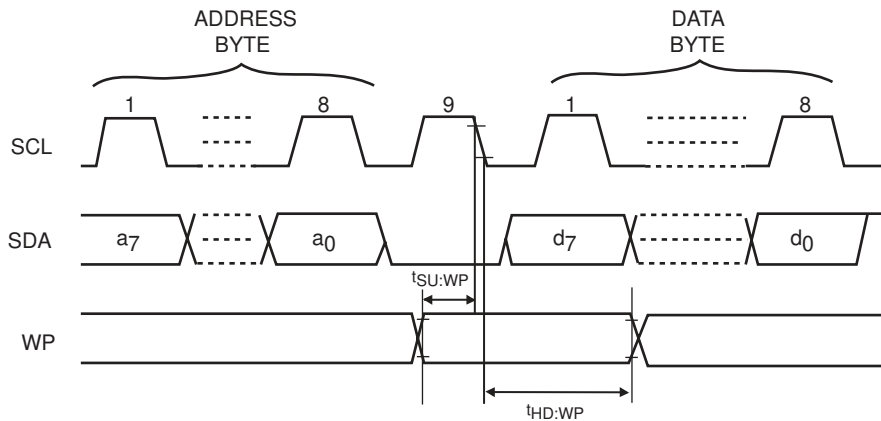 ADDRESS
BYTE
DATA
BYTE
1
8
9
1
8
SCL
SDA
a7
a0
d7
d0
tSU:WP
WP
tHD:WP